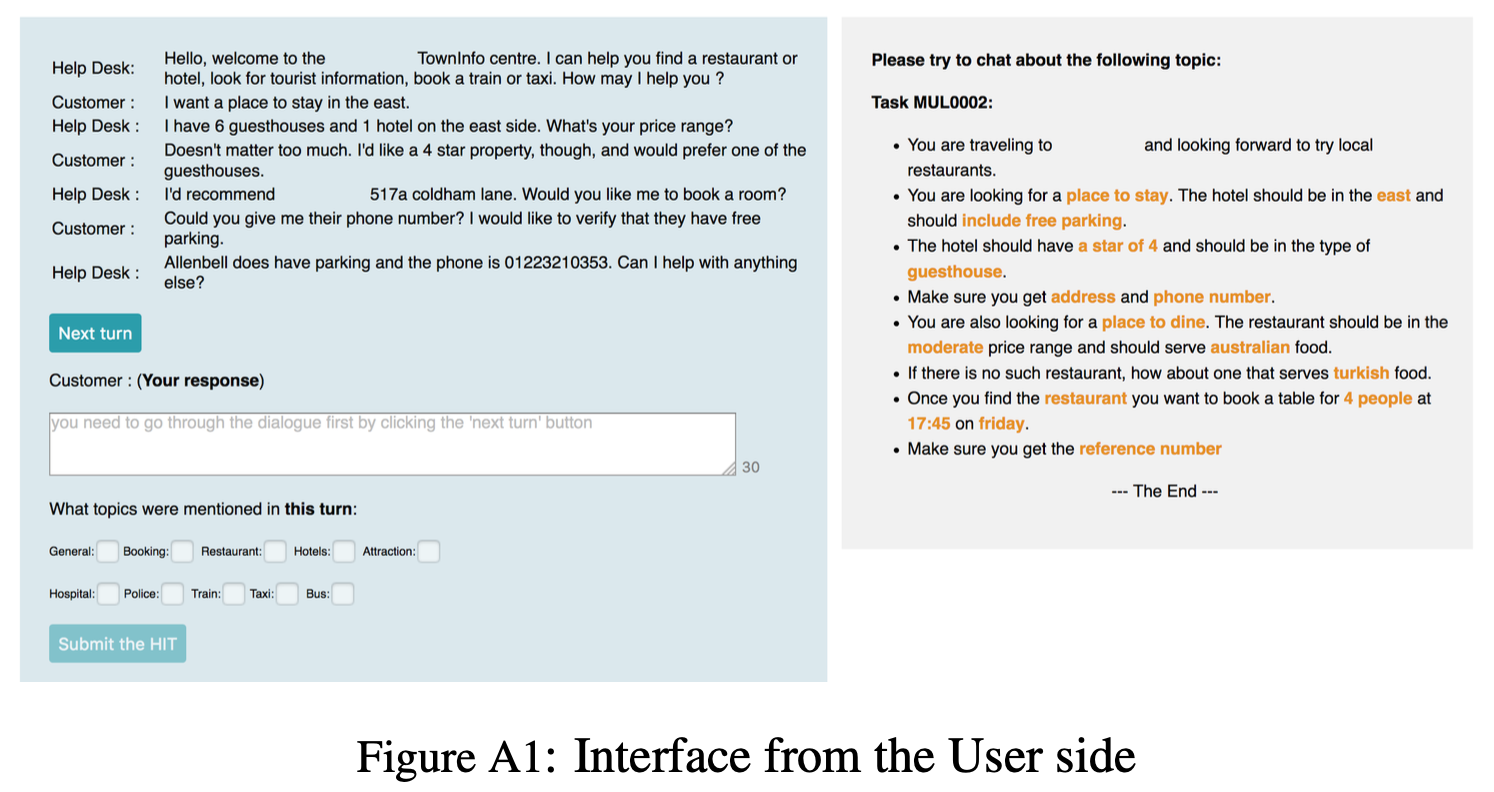 Help Desk: Hello, welcome to the TownInfo centre. I can help you find a restaurant or
hotel, look for tourist information, book a train or taxi. How may I help you ?
Customer : I want a place to stay in the east.
Help Desk : I have 6 guesthouses and 1 hotel on the east side. What's your price range?
Customer : Doesn't matter too much. I'd like a 4 star property, though, and would prefer one of the
guesthouses.
Help Desk : I'd recommend 517a coldham lane. Would you like me to book a room?
Customer : Could you give me their phone number? I would like to verify that they have free
parking.
Help Desk : Allenbell does have parking and the phone is 01223210353. Can I help with anything
else?
Next turn
Customer : (Your response)
you need to go through the dialogue first by clicking the 'next turn' button
30
What topics were mentioned in this turn:
General: Booking: Restaurant: Hotels: Attraction:
Hospital: Police: Train: Taxi: Bus:
Submit the HIT
Please try to chat about the following topic:
Task MUL0002:
• You are traveling to and looking forward to try local
restaurants.
• You are looking for a place to stay. The hotel should be in the east and
should include free parking.
• The hotel should have a star of 4 and should be in the type of
guesthouse.
• Make sure you get address and phone number.
• You are also looking for a place to dine. The restaurant should be in the
moderate price range and should serve australian food.
• If there is no such restaurant, how about one that serves turkish food.
• Once you find the restaurant you want to book a table for 4 people at
17:45 on friday.
• Make sure you get the reference number
--- The End ---
Figure A1: Interface from the User side